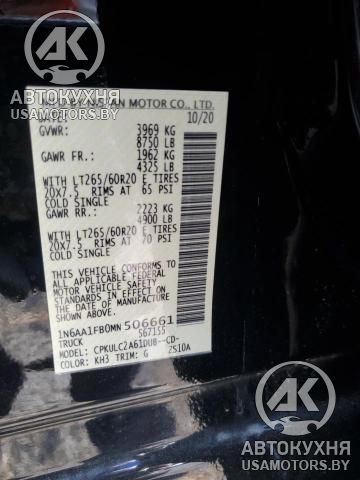 АВТОКУХНЯ
USAMOTORS.BY
MFD BY NISSAN MOTOR CO., LTD.
DATE: 10/20
GVWR: 3969 KG
8750 LB
GAWR FR.: 1962 KG
4325 LB
WITH LT265/60R20 E TIRES
20X7.5 RIMS AT 65 PSI
COLD SINGLE
GAWR RR.: 2223 KG
4900 LB
WITH LT265/60R20 E TIRES
20X7.5 RIMS AT 70 PSI
COLD SINGLE
THIS VEHICLE CONFORMS TO
ALL APPLICABLE FEDERAL
MOTOR VEHICLE SAFETY
STANDARDS IN EFFECT ON
THE DATE OF MANUFACTURE
SHOWN ABOVE.
1N6AA1FB0MN506661
567155
MODEL: CPKULC2A61DUB--CD-
COLOR: KH3 TRIM: G 2S10A
АВТОКУХНЯ
USAMOTORS.BY